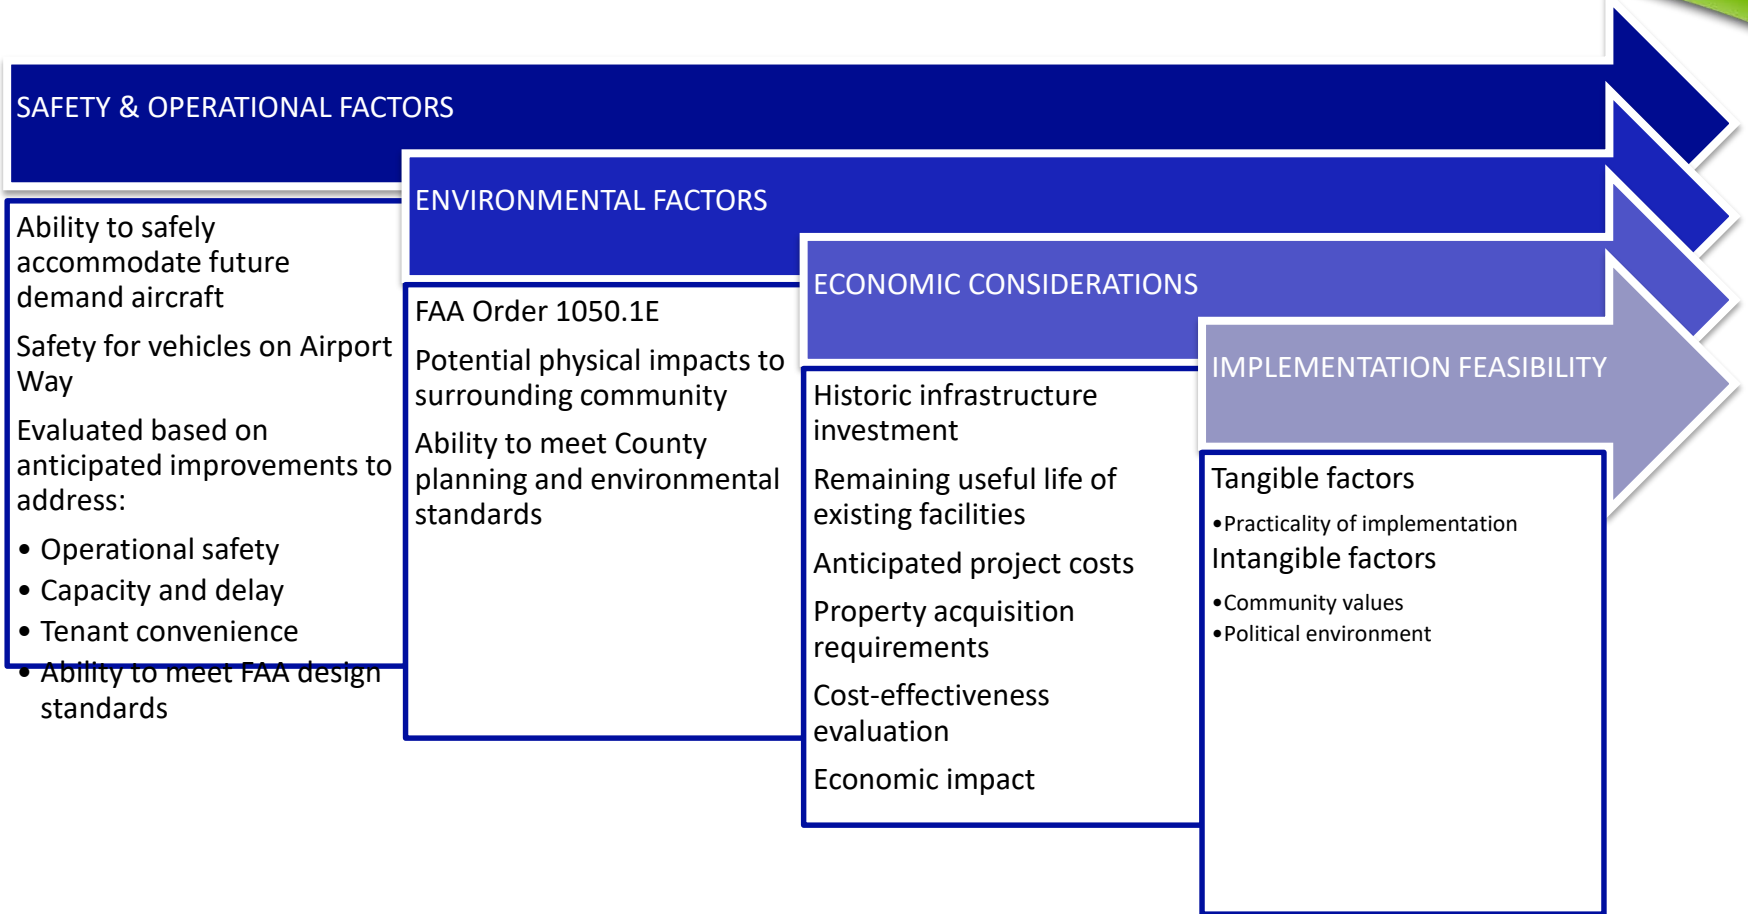 SAFETY & OPERATIONAL FACTORS
Ability to safely
accommodate future
demand aircraft
Safety for vehicles on Airport
Way
Evaluated based on
anticipated improvements to
address:
• Operational safety
• Capacity and delay
• Tenant convenience
• Ability to meet FAA design
standards
ENVIRONMENTAL FACTORS
FAA Order 1050.1E
Potential physical impacts to
surrounding community
Ability to meet County
planning and environmental
standards
ECONOMIC CONSIDERATIONS
Historic infrastructure
investment
Remaining useful life of
existing facilities
Anticipated project costs
Property acquisition
requirements
Cost-effectiveness
evaluation
Economic impact
IMPLEMENTATION FEASIBILITY
Tangible factors
•Practicality of implementation
Intangible factors
•Community values
•Political environment